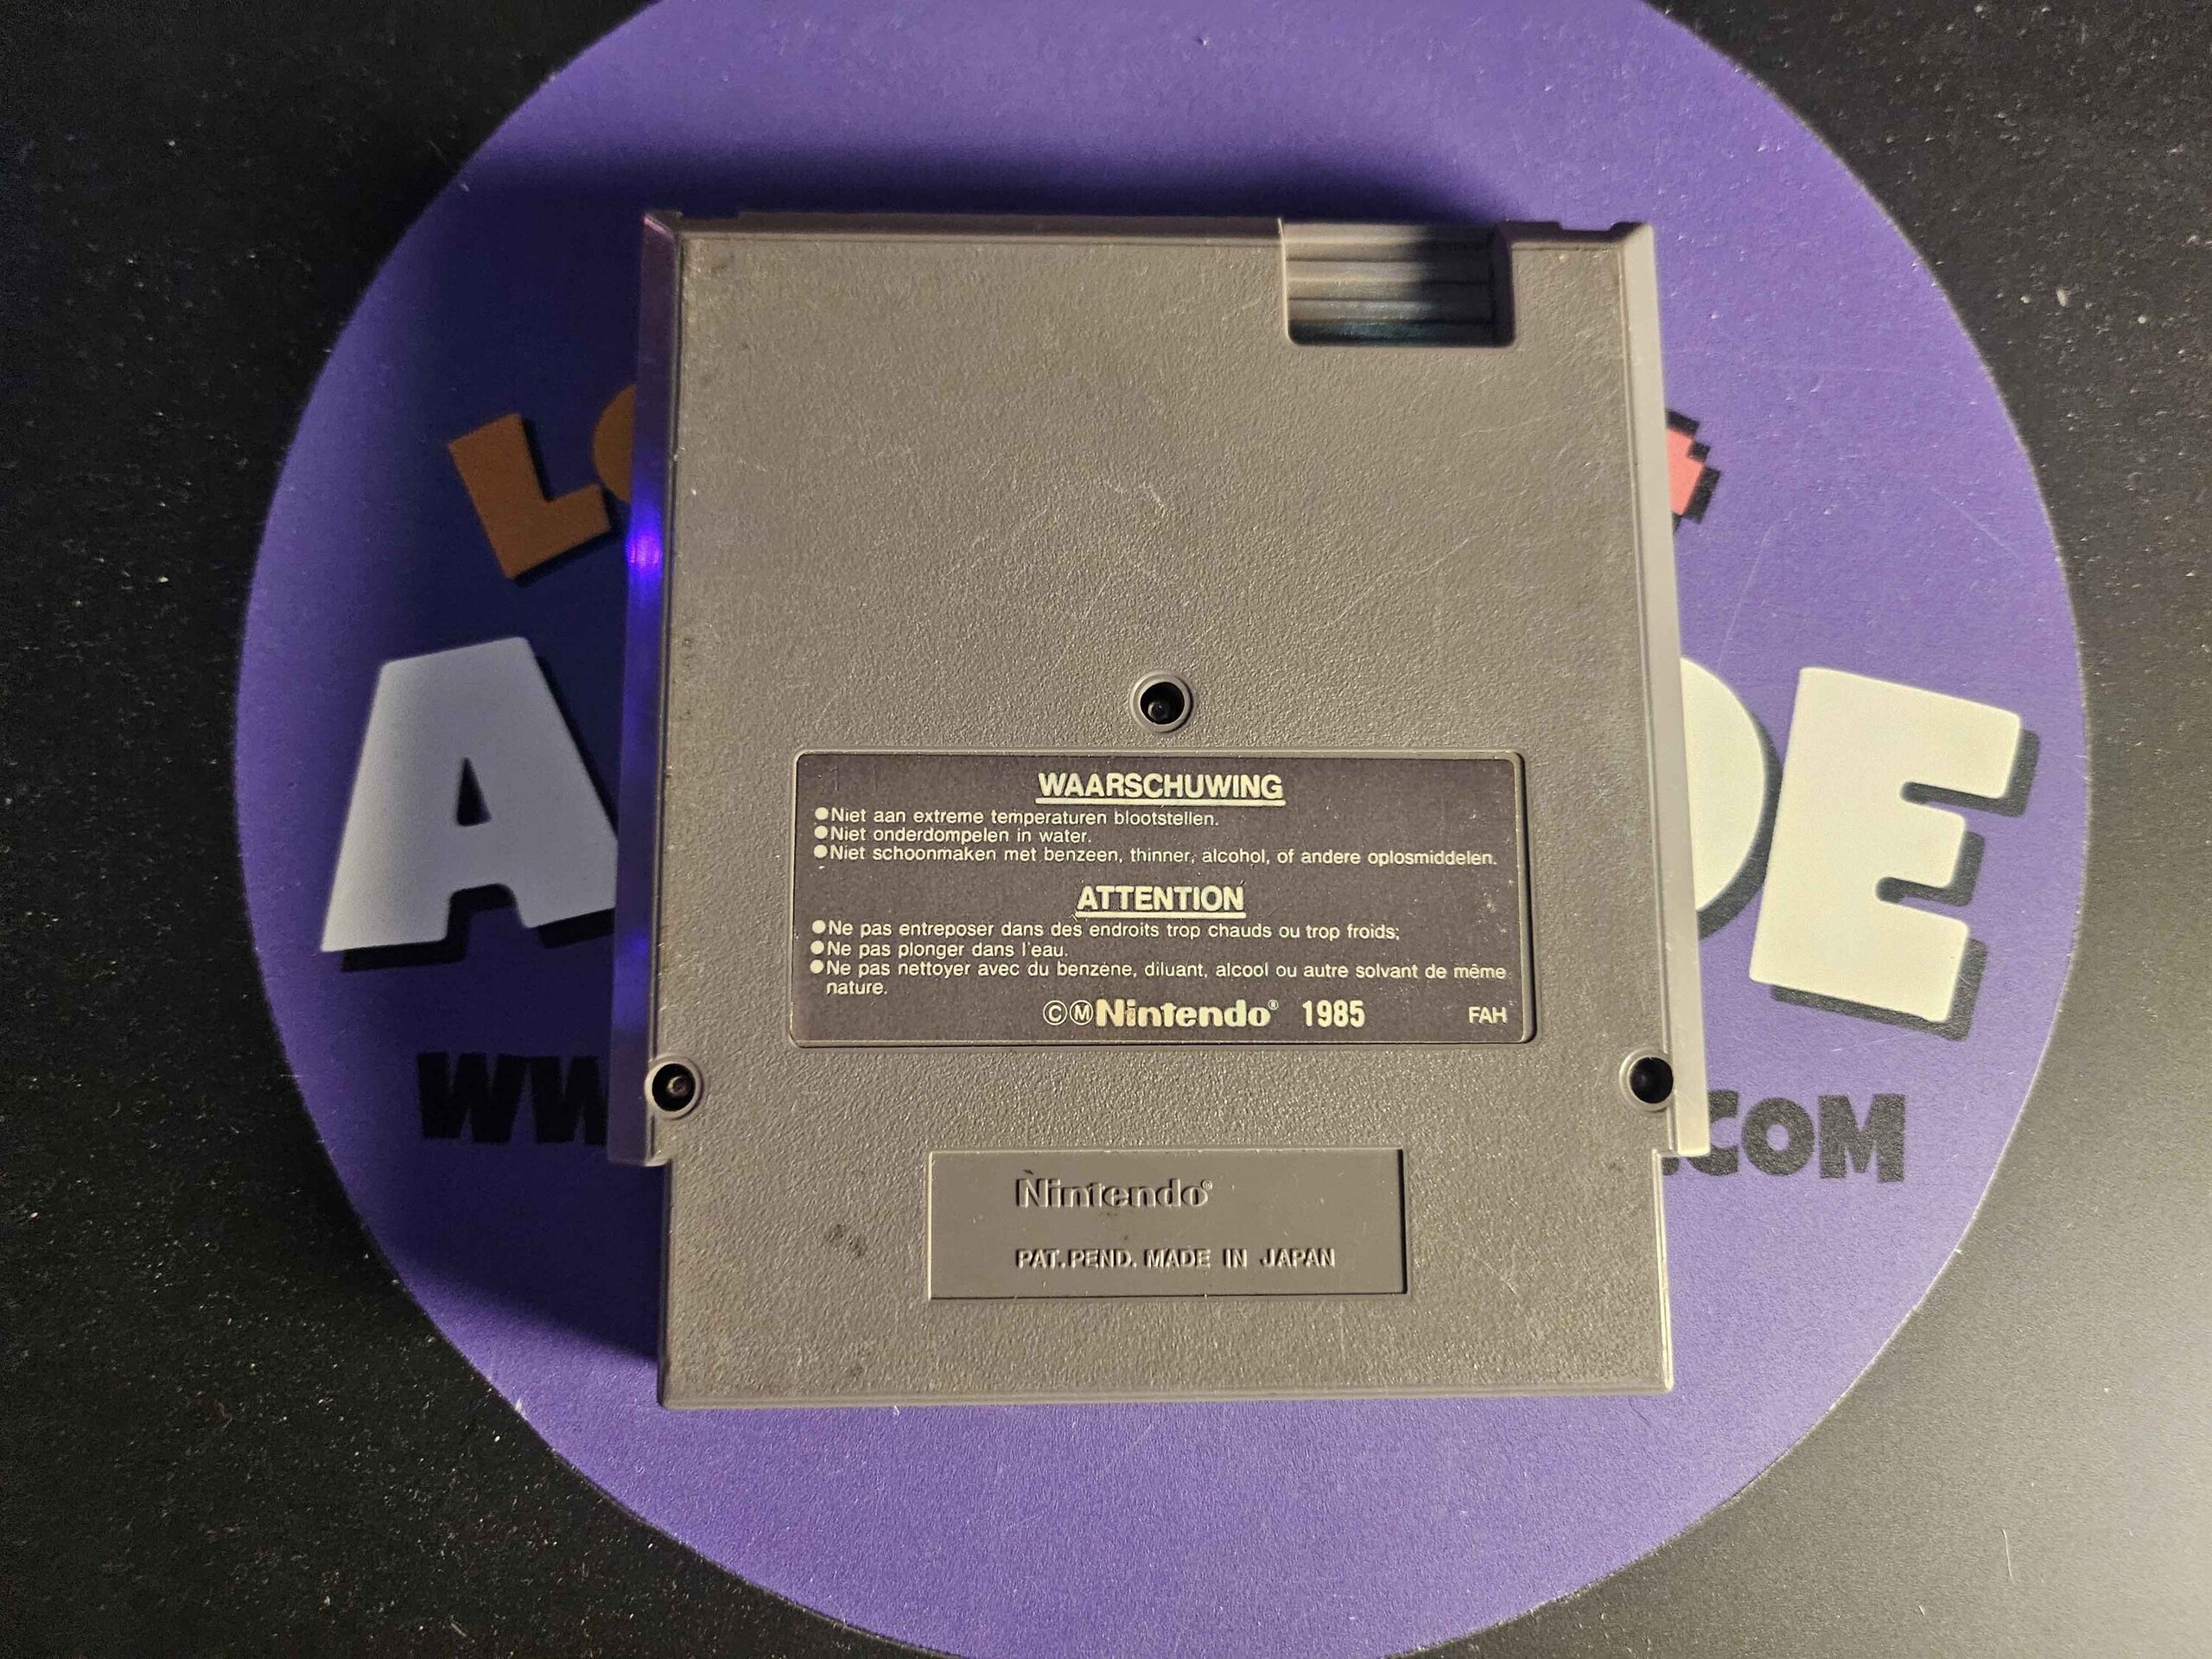 WAARSCHUWING
●Niet aan extreme temperaturen blootstellen.
●Niet onderdompelen in water.
●Niet schoonmaken met benzeen, thinner, alcohol, of andere oplosmiddelen.
ATTENTION
●Ne pas entreposer dans des endroits trop chauds ou trop froids;
●Ne pas plonger dans l'eau.
●Ne pas nettoyer avec du benzène, diluant, alcool ou autre solvant de même
nature.
©ⓂNintendo® 1985 FAH
Nintendo®
PAT.PEND. MADE IN JAPAN
.COM